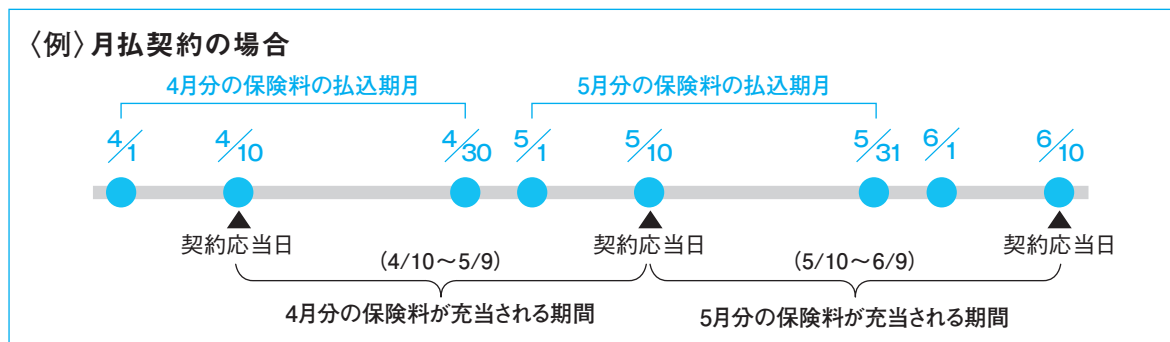 〈例〉月払契約の場合
4月分の保険料の払込期月 5月分の保険料の払込期月
4/1 4/10 4/30 5/1 5/10 5/31 6/1 6/10
契約応当日 契約応当日 契約応当日
(4/10～5/9) (5/10～6/9)
4月分の保険料が充当される期間 5月分の保険料が充当される期間